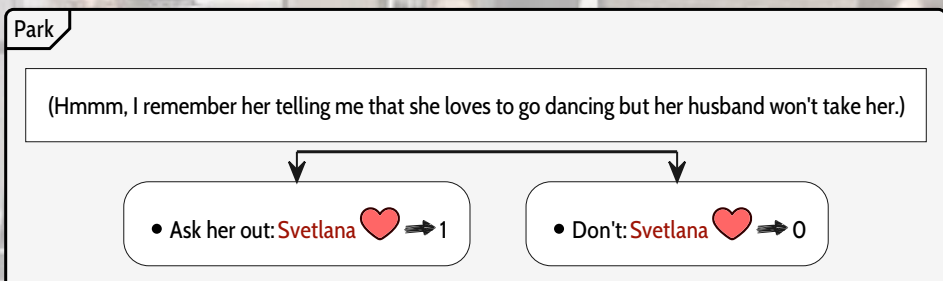 Park
(Hmmm, I remember her telling me that she loves to go dancing but her husband won't take her.)
• Ask her out: Svetlana ❤ ➡ 1
• Don't: Svetlana ❤ ➡ 0